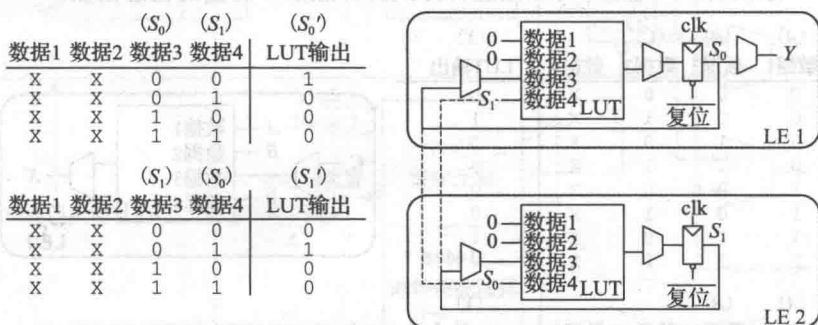 (S₀) (S₁) (S₀')
数据1 数据2 数据3 数据4 LUT输出
X X 0 0 1
X X 0 1 0
X X 1 0 0
X X 1 1 0
(S₁) (S₀) (S₁')
数据1 数据2 数据3 数据4 LUT输出
X X 0 0 0
X X 0 1 1
X X 1 0 0
X X 1 1 0
clk
0 数据1
0 数据2
数据3
S₁ 数据4 LUT
S₀ Y
复位
LE 1
clk
0 数据1
0 数据2
数据3
S₀ 数据4 LUT
S₁
复位
LE 2